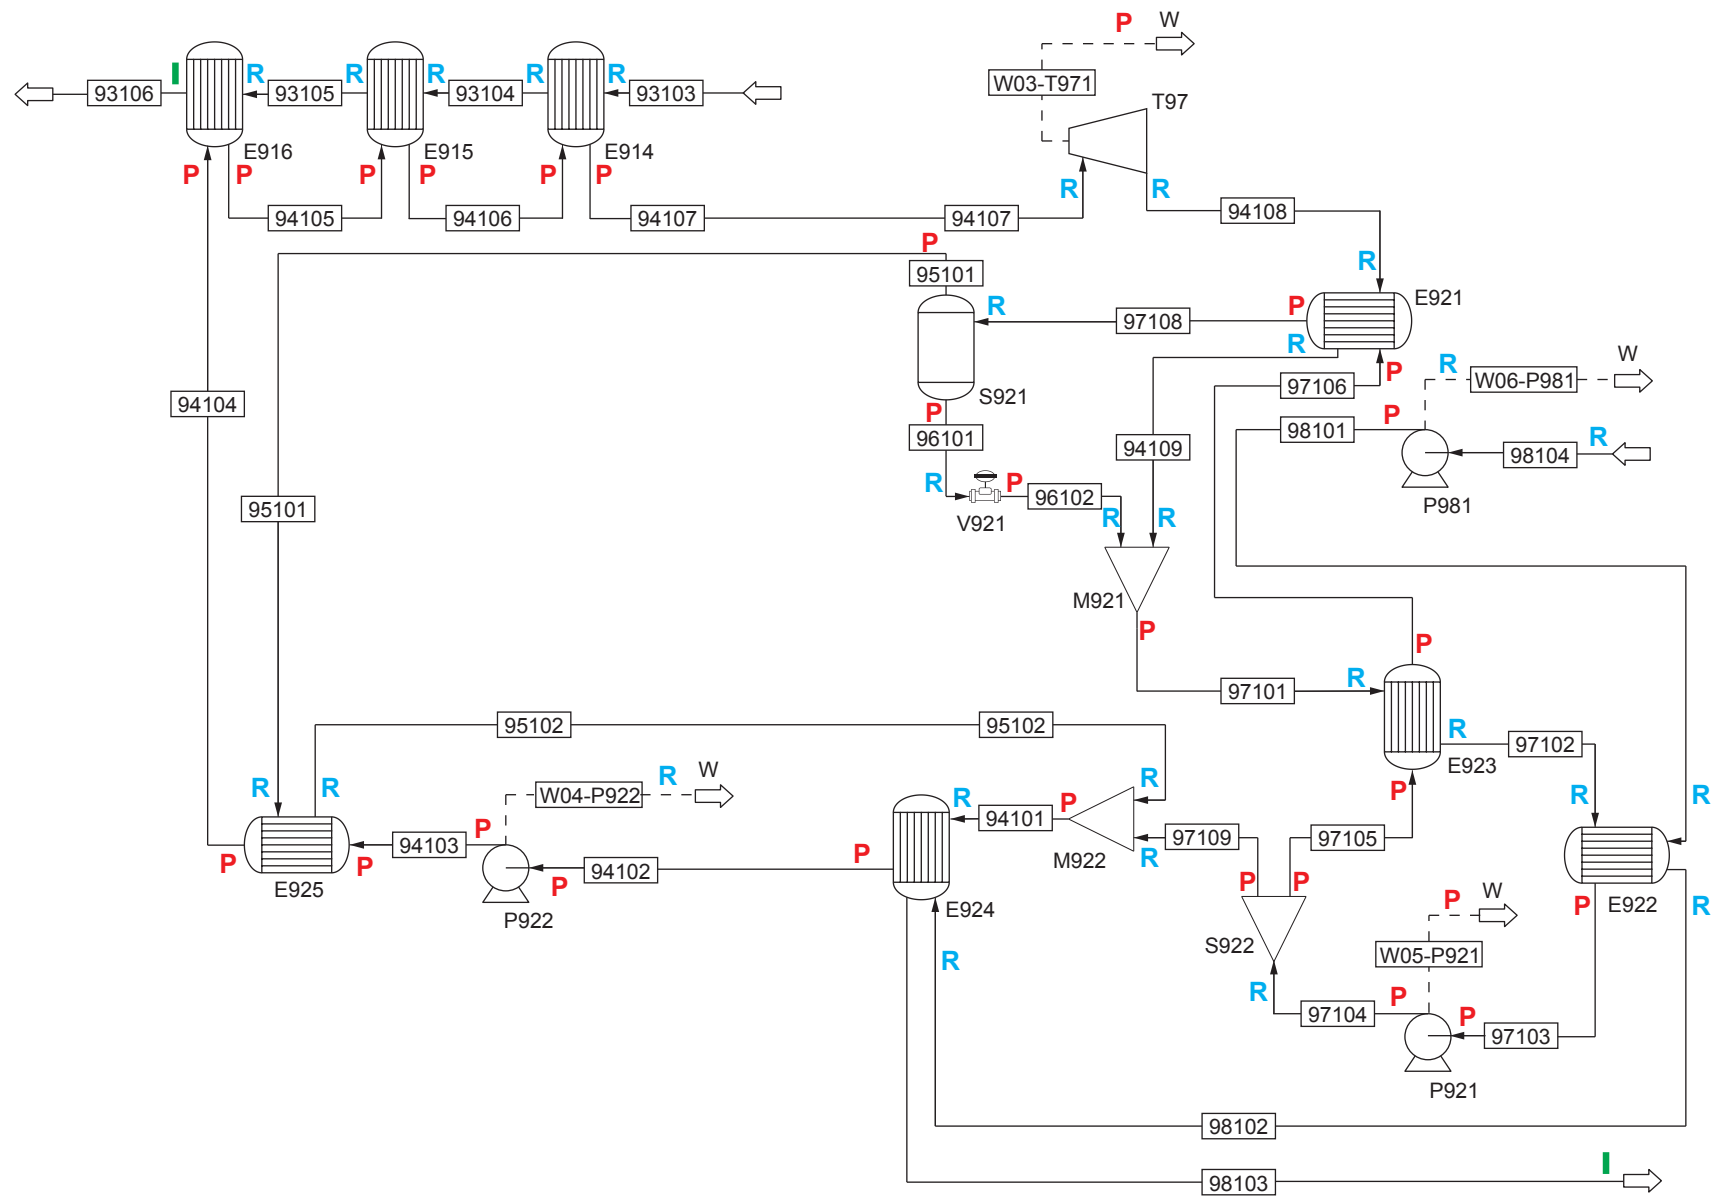 P W
W03-T971
T97
I R R R R R
93106 93105 93104 93103
E916 E915 E914
P P P P P P
R R
94105 94106 94107 94107 94108
P
95101
R
E921
R P
97108
R
S921
P
97106 P
R W
W06-P981
94104
P
96101
98101 P
94109
R
98104
P981
R P
96102
V921
R R
95101
M921
P
P
97101 R
R
97102
E923
P
95102 95102
R W
W04-P922
R R
R
R P
94101
R R
P
94103
97109 97105
M922 R
P P
E925
P
94102
P
P922
E924
P P
S922
P W
P E922
R
R
W05-P921
R
97104 P
P
97103
P921
98102
I
98103